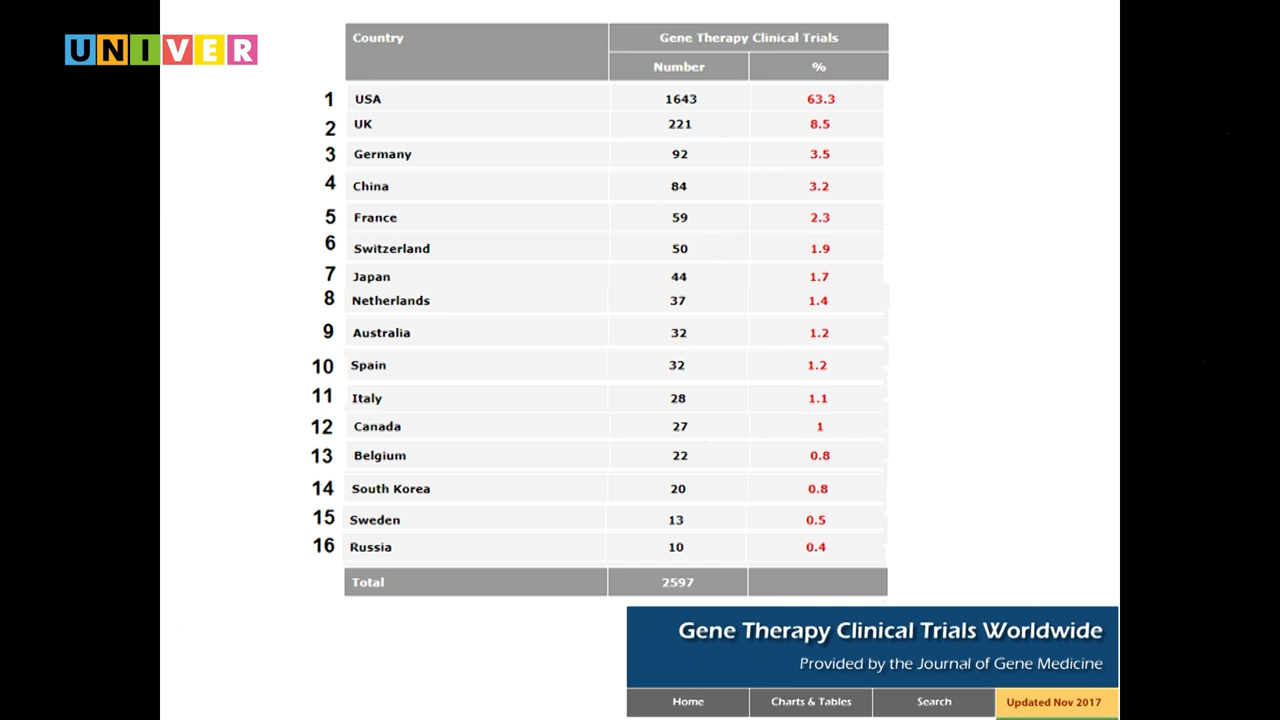 UNIVER
Country Gene Therapy Clinical Trials
Number %
1 USA 1643 63.3
2 UK 221 8.5
3 Germany 92 3.5
4 China 84 3.2
5 France 59 2.3
6 Switzerland 50 1.9
7 Japan 44 1.7
8 Netherlands 37 1.4
9 Australia 32 1.2
10 Spain 32 1.2
11 Italy 28 1.1
12 Canada 27 1
13 Belgium 22 0.8
14 South Korea 20 0.8
15 Sweden 13 0.5
16 Russia 10 0.4
Total 2597
Gene Therapy Clinical Trials Worldwide
Provided by the Journal of Gene Medicine
Home Charts & Tables Search Updated Nov 2017